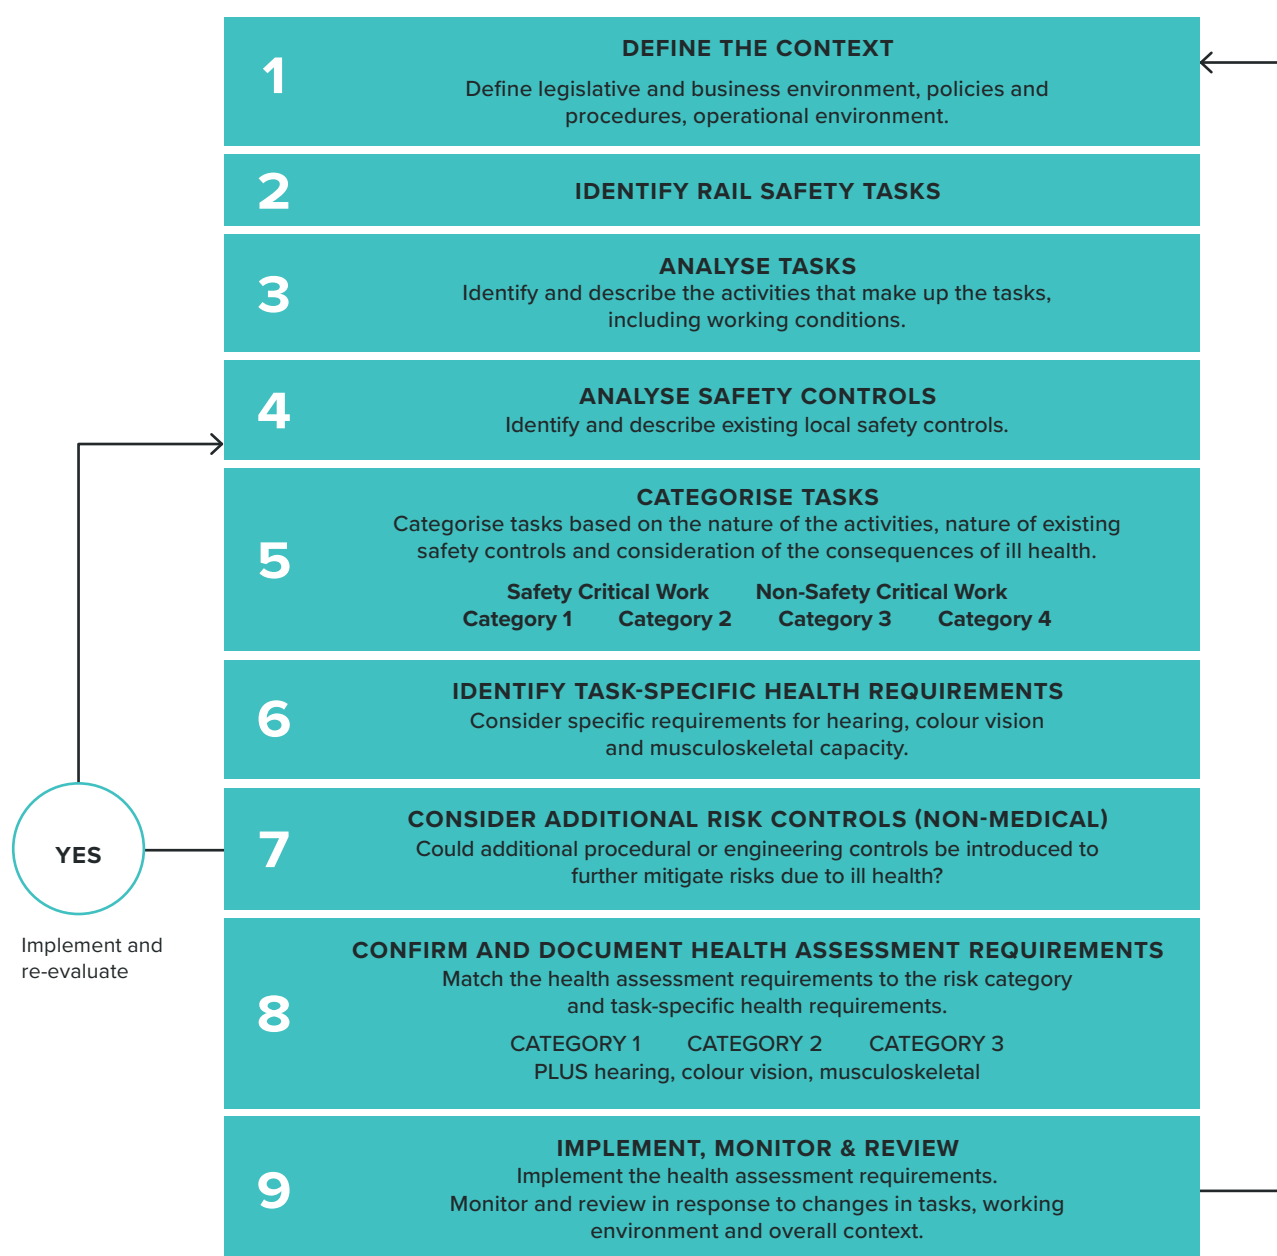 1
DEFINE THE CONTEXT
Define legislative and business environment, policies and
procedures, operational environment.
2
IDENTIFY RAIL SAFETY TASKS
3
ANALYSE TASKS
Identify and describe the activities that make up the tasks,
including working conditions.
4
ANALYSE SAFETY CONTROLS
Identify and describe existing local safety controls.
5
CATEGORISE TASKS
Categorise tasks based on the nature of the activities, nature of existing
safety controls and consideration of the consequences of ill health.
Safety Critical Work Non-Safety Critical Work
Category 1 Category 2 Category 3 Category 4
6
IDENTIFY TASK-SPECIFIC HEALTH REQUIREMENTS
Consider specific requirements for hearing, colour vision
and musculoskeletal capacity.
7
CONSIDER ADDITIONAL RISK CONTROLS (NON-MEDICAL)
Could additional procedural or engineering controls be introduced to
further mitigate risks due to ill health?
YES
Implement and
re-evaluate
8
CONFIRM AND DOCUMENT HEALTH ASSESSMENT REQUIREMENTS
Match the health assessment requirements to the risk category
and task-specific health requirements.
CATEGORY 1 CATEGORY 2 CATEGORY 3
PLUS hearing, colour vision, musculoskeletal
9
IMPLEMENT, MONITOR & REVIEW
Implement the health assessment requirements.
Monitor and review in response to changes in tasks, working
environment and overall context.